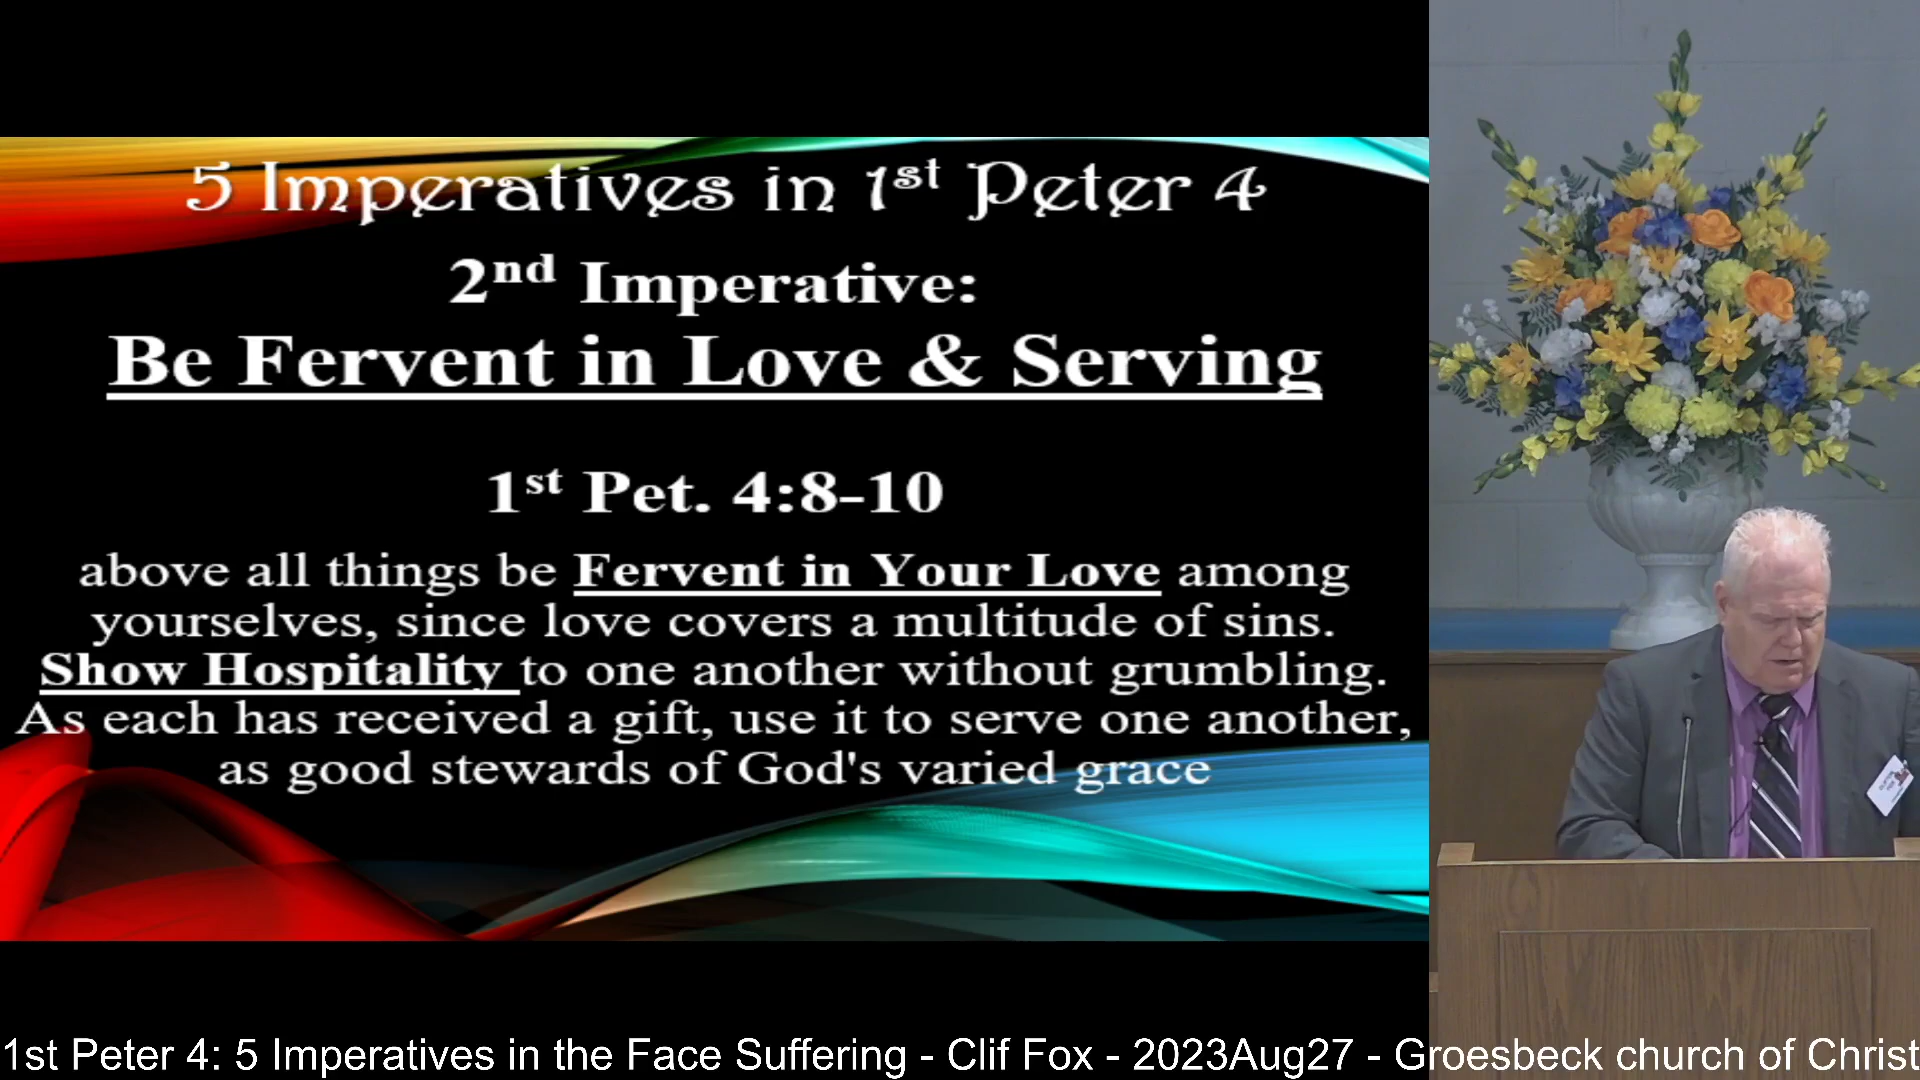 5 Imperatives in 1st Peter 4
2nd Imperative:
Be Fervent in Love & Serving
1st Pet. 4:8-10
above all things be Fervent in Your Love among
yourselves, since love covers a multitude of sins.
Show Hospitality to one another without grumbling.
As each has received a gift, use it to serve one another,
as good stewards of God's varied grace
1st Peter 4: 5 Imperatives in the Face Suffering - Clif Fox - 2023Aug27 - Groesbeck church of Christ